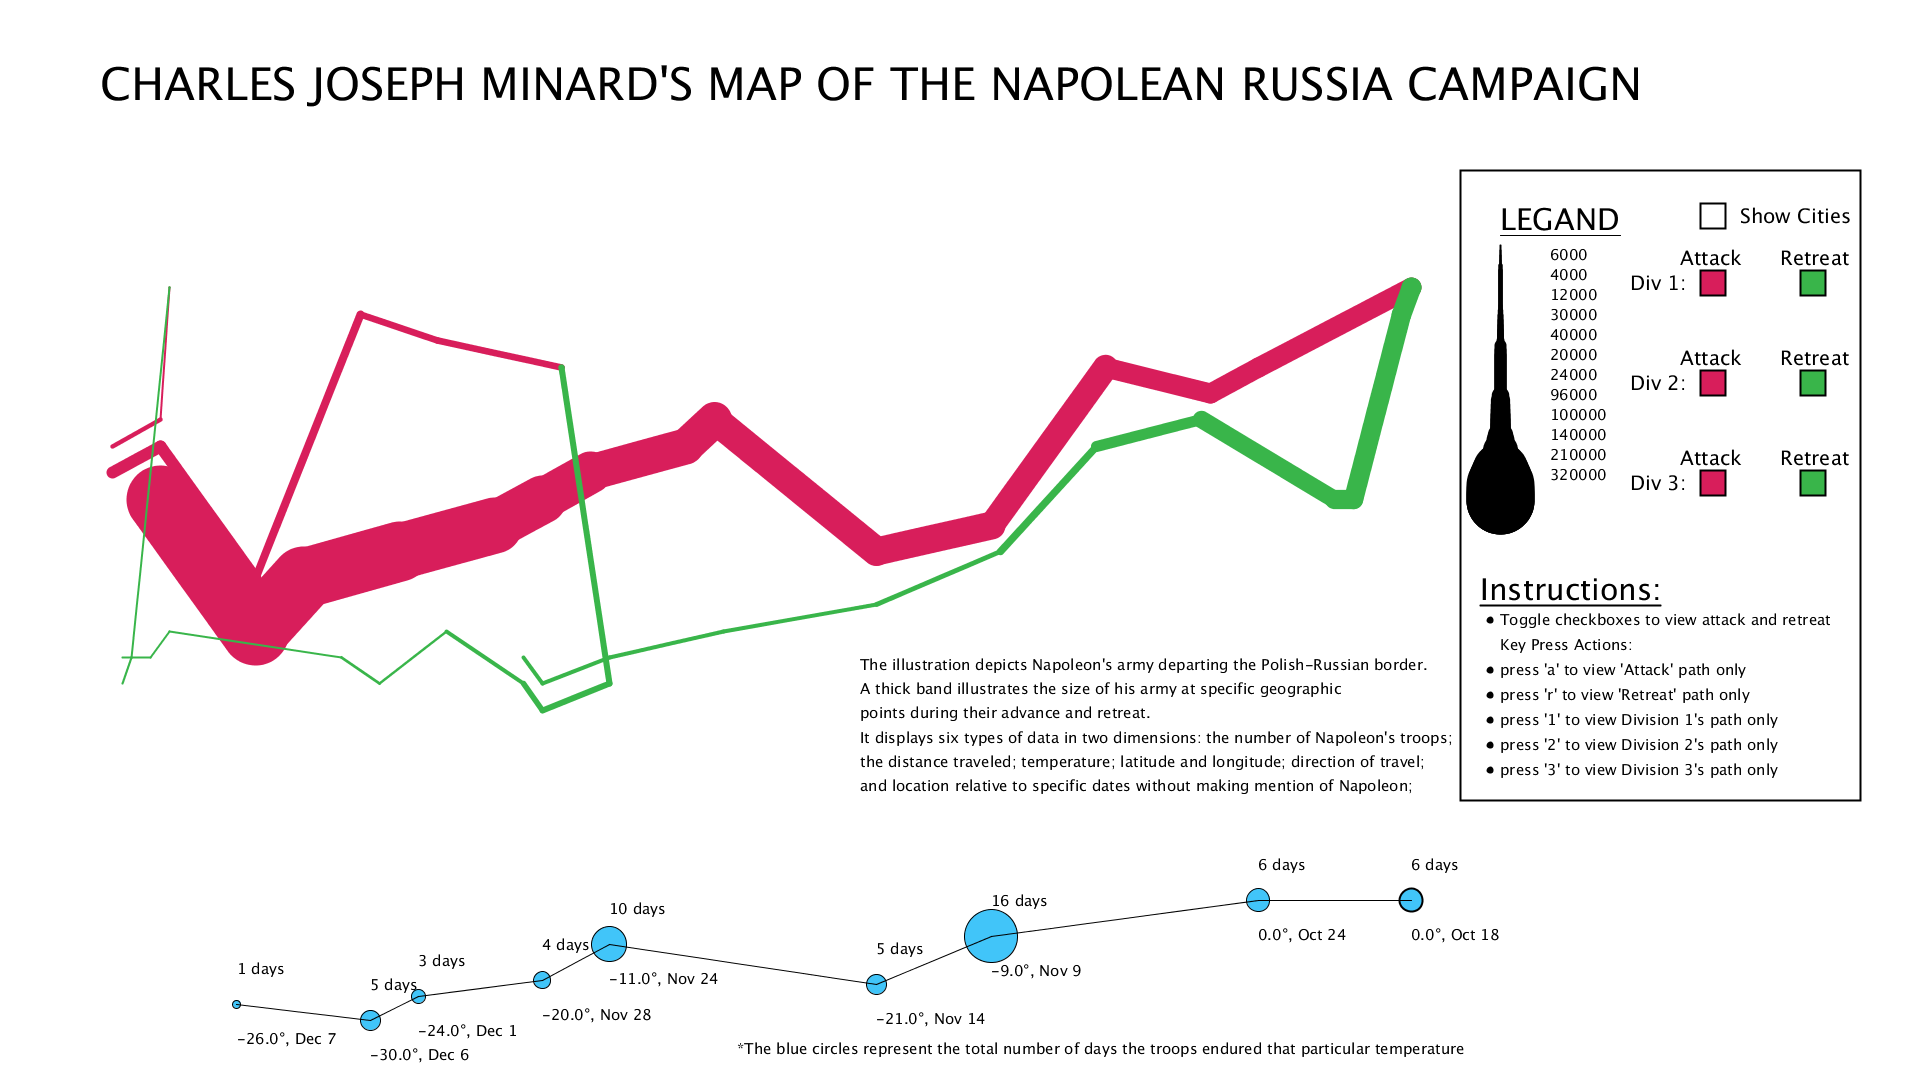 CHARLES JOSEPH MINARD'S MAP OF THE NAPOLEAN RUSSIA CAMPAIGN
LEGAND
Show Cities
6000
4000
12000
30000
40000
20000
24000
96000
100000
140000
210000
320000
Attack Retreat
Div 1:
Attack Retreat
Div 2:
Attack Retreat
Div 3:
Instructions:
Toggle checkboxes to view attack and retreat
Key Press Actions:
press 'a' to view 'Attack' path only
press 'r' to view 'Retreat' path only
press '1' to view Division 1's path only
press '2' to view Division 2's path only
press '3' to view Division 3's path only
The illustration depicts Napoleon's army departing the Polish-Russian border.
A thick band illustrates the size of his army at specific geographic
points during their advance and retreat.
It displays six types of data in two dimensions: the number of Napoleon's troops;
the distance traveled; temperature; latitude and longitude; direction of travel;
and location relative to specific dates without making mention of Napoleon;
1 days
-26.0°, Dec 7
5 days
-30.0°, Dec 6
3 days
-24.0°, Dec 1
4 days
-20.0°, Nov 28
10 days
-11.0°, Nov 24
5 days
-21.0°, Nov 14
16 days
-9.0°, Nov 9
6 days
0.0°, Oct 24
6 days
0.0°, Oct 18
*The blue circles represent the total number of days the troops endured that particular temperature